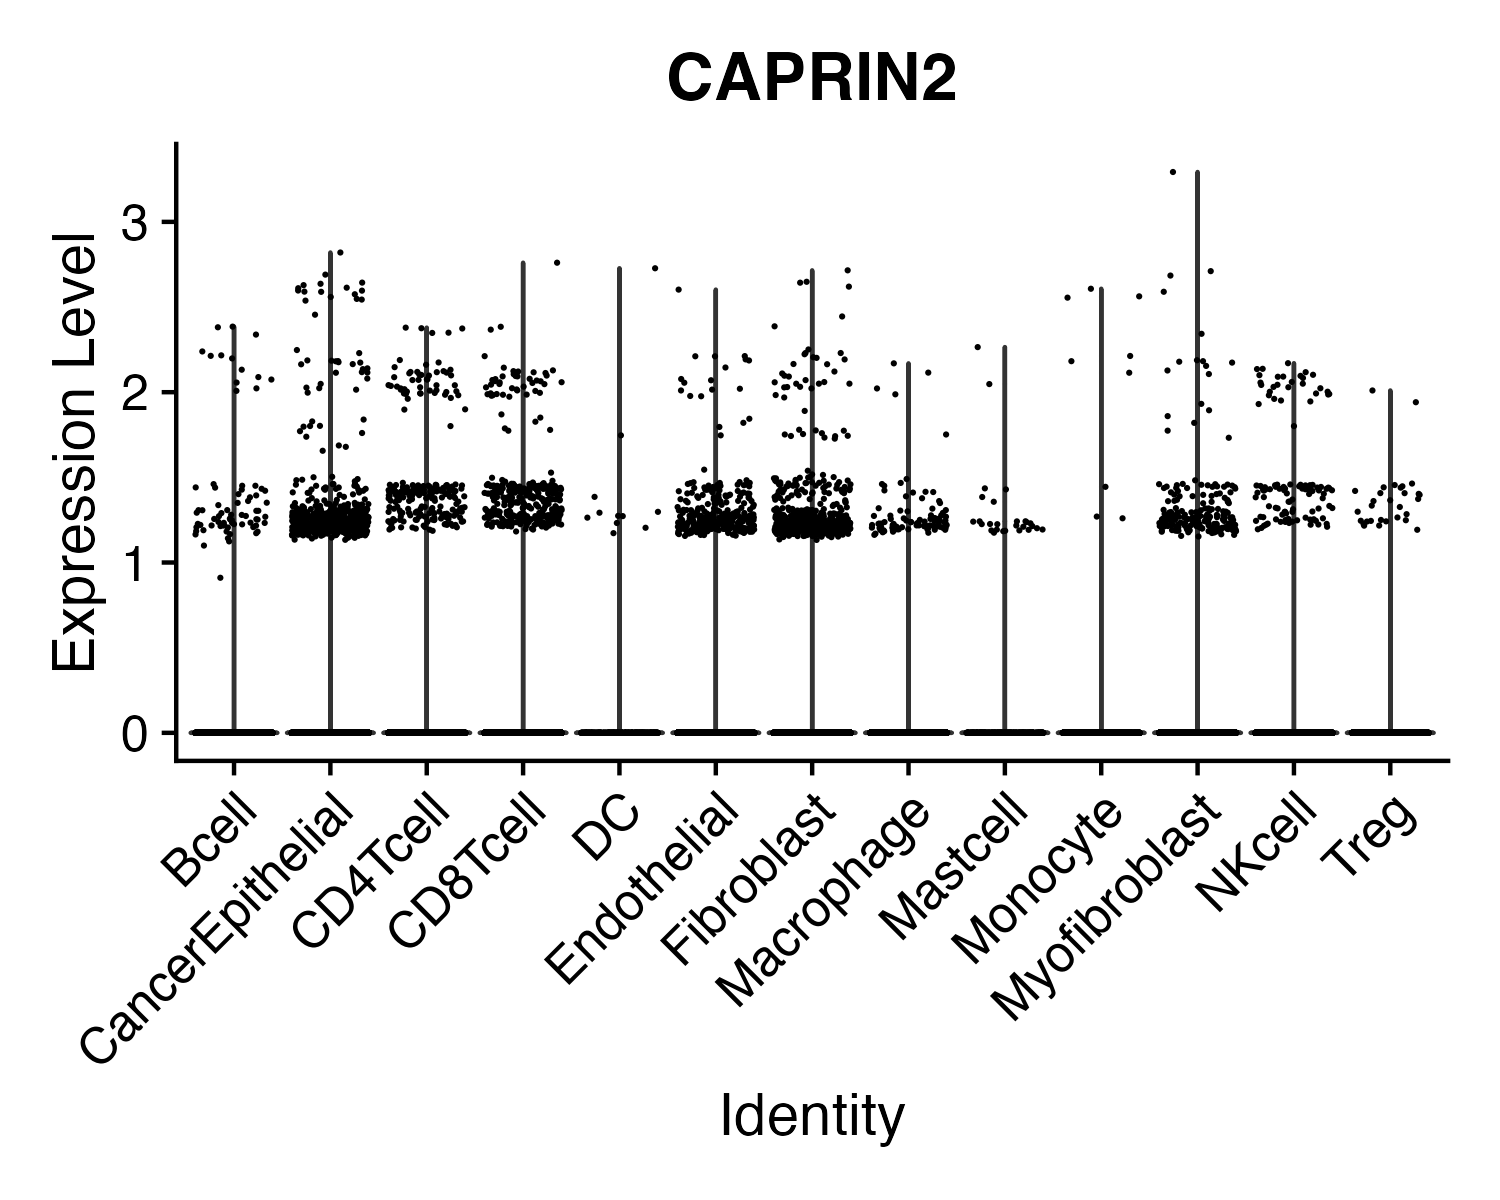 CAPRIN2
Expression Level
3
2
1
0
Bcell
CancerEpithelial
CD4Tcell
CD8Tcell
DC
Endothelial
Fibroblast
Macrophage
Mastcell
Monocyte
Myofibroblast
NKcell
Treg
Identity